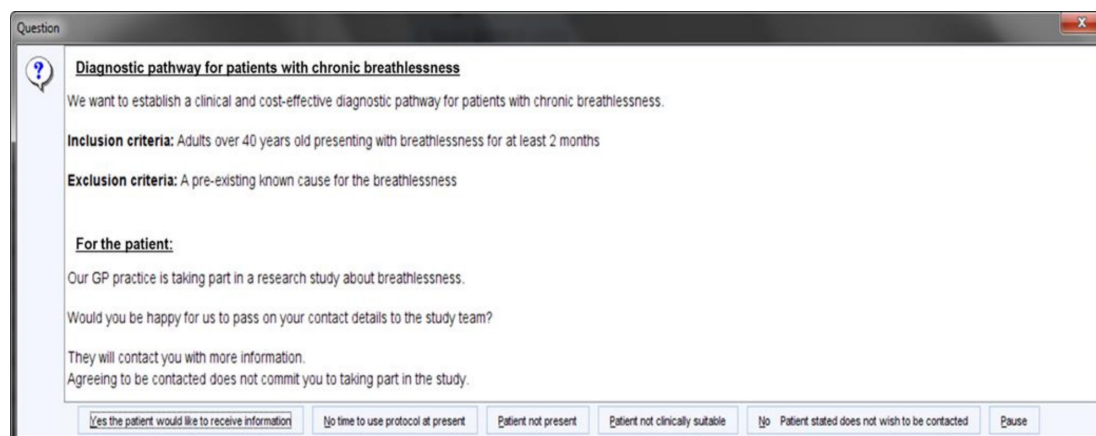 Question
Diagnostic pathway for patients with chronic breathlessness
We want to establish a clinical and cost-effective diagnostic pathway for patients with chronic breathlessness.
Inclusion criteria: Adults over 40 years old presenting with breathlessness for at least 2 months
Exclusion criteria: A pre-existing known cause for the breathlessness
For the patient:
Our GP practice is taking part in a research study about breathlessness.
Would you be happy for us to pass on your contact details to the study team?
They will contact you with more information.
Agreeing to be contacted does not commit you to taking part in the study.
Yes the patient would like to receive information No time to use protocol at present Patient not present Patient not clinically suitable No Patient stated does not wish to be contacted Pause